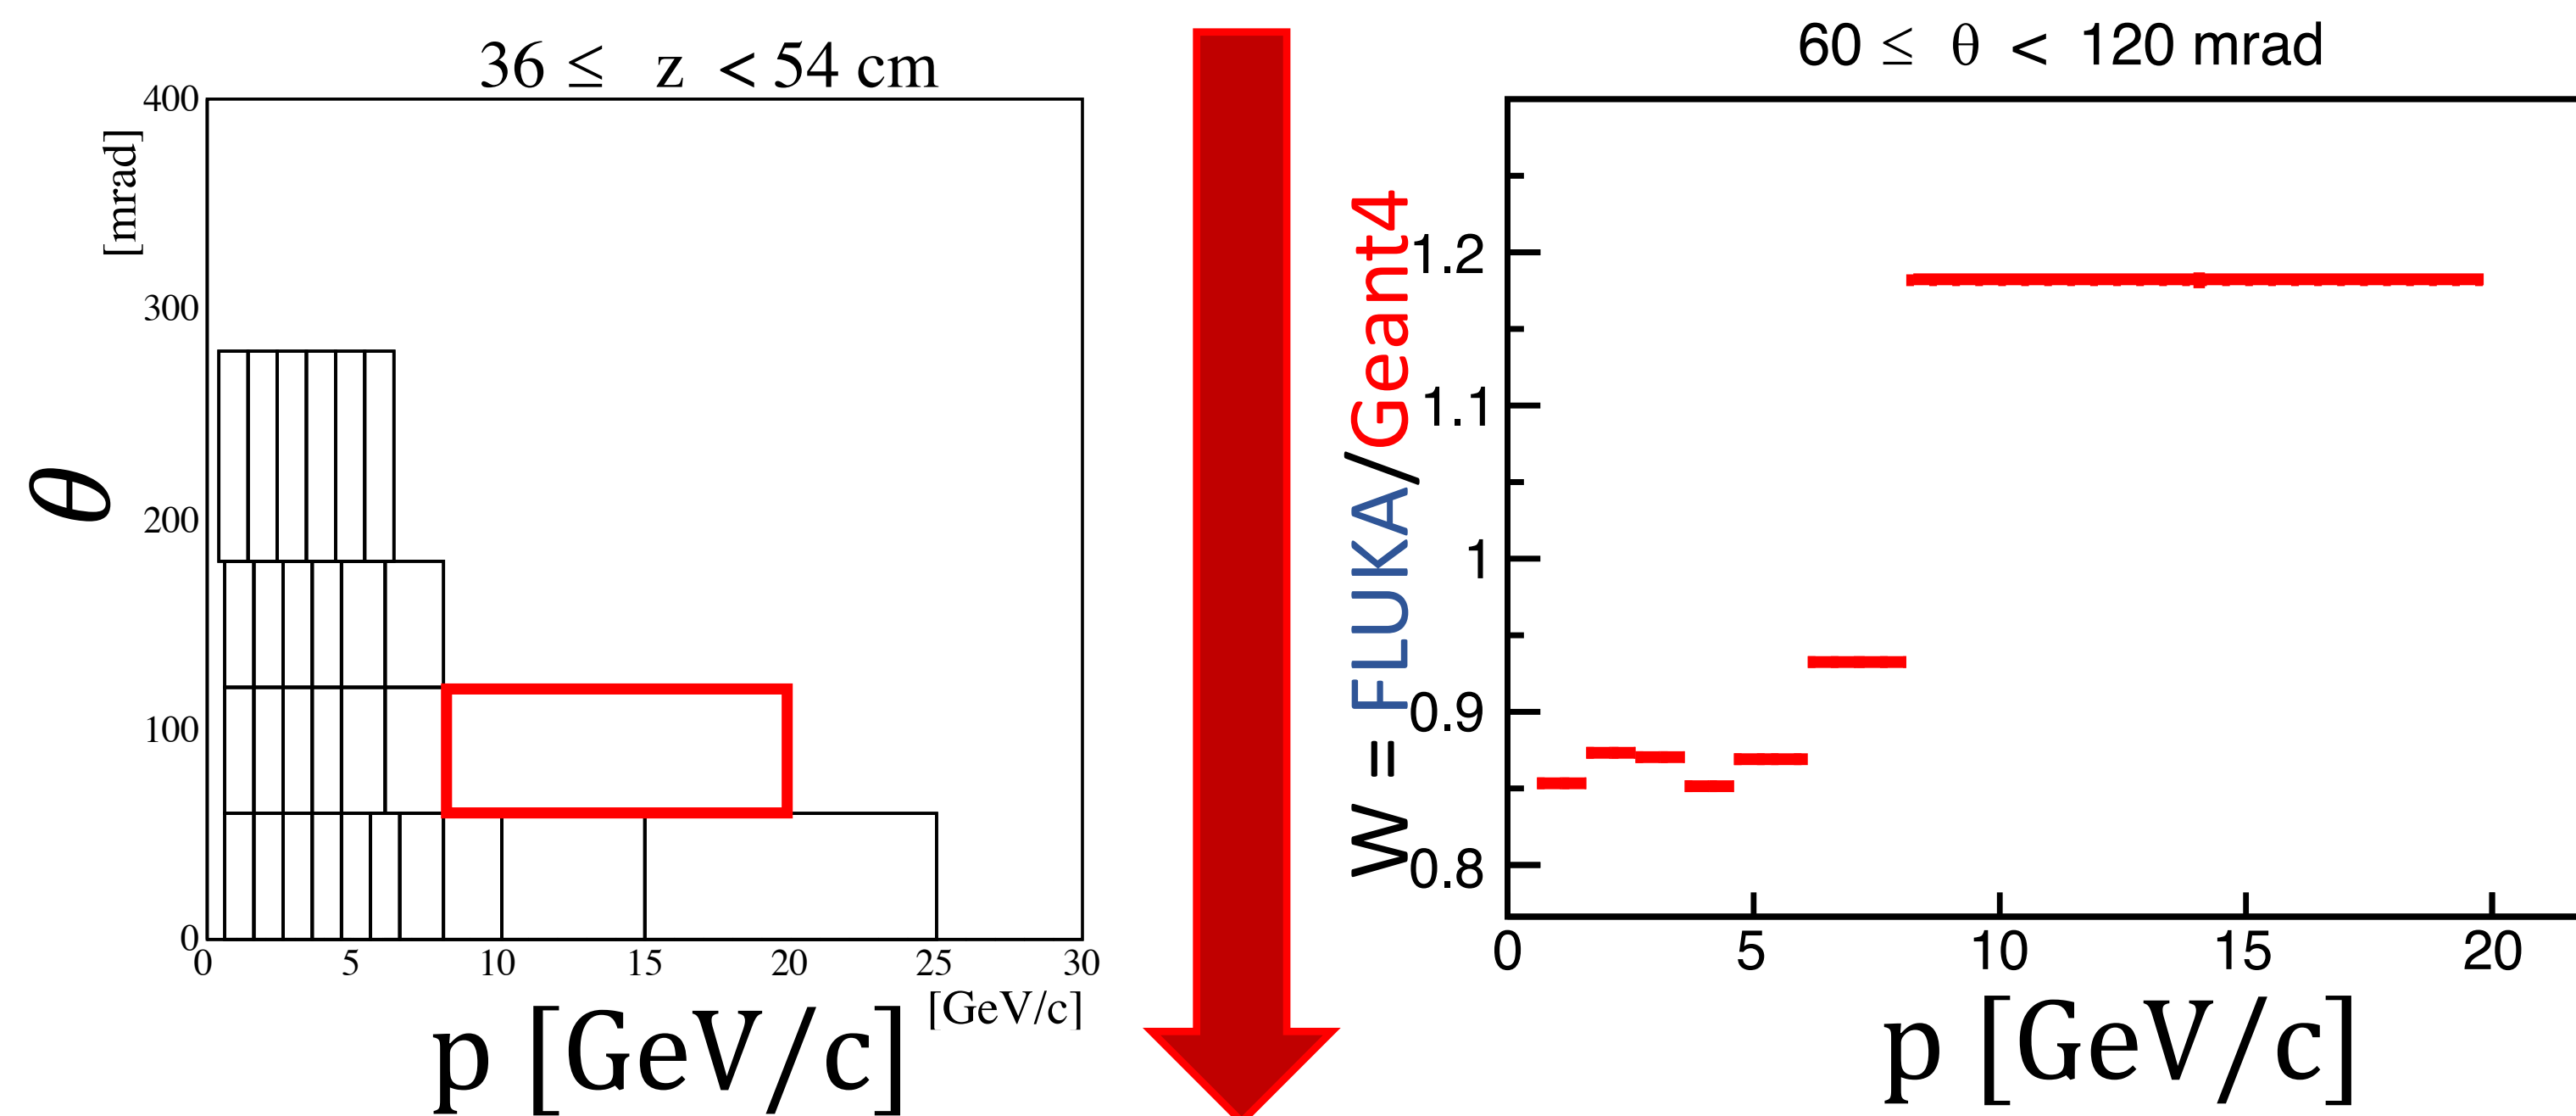 36 ≤ z < 54 cm
400
300
200
100
0
[mrad]
θ
0 5 10 15 20 25 30
[GeV/c]
p [GeV/c]
60 ≤ θ < 120 mrad
W = FLUKA/Geant4
1.2
1.1
1
0.9
0.8
0 5 10 15 20
p [GeV/c]